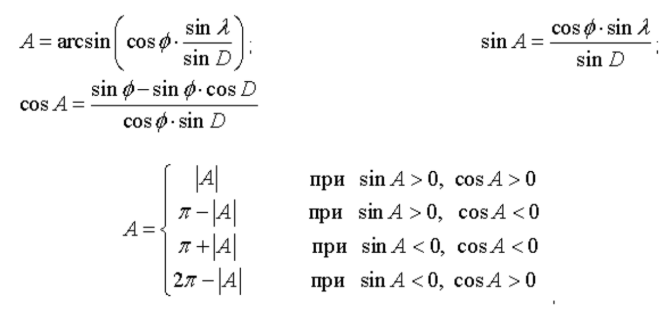 A = arcsin( cos ϕ · sin λ / sin D ); sin A = cos ϕ · sin λ / sin D ;
cos A = sin ϕ − sin ϕ · cos D / cos ϕ · sin D
A = { |A| при sin A > 0, cos A > 0
π − |A| при sin A > 0, cos A < 0
π + |A| при sin A < 0, cos A < 0
2π − |A| при sin A < 0, cos A > 0 .